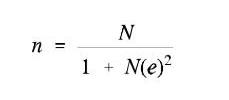 n = N / 1 + N(e)²